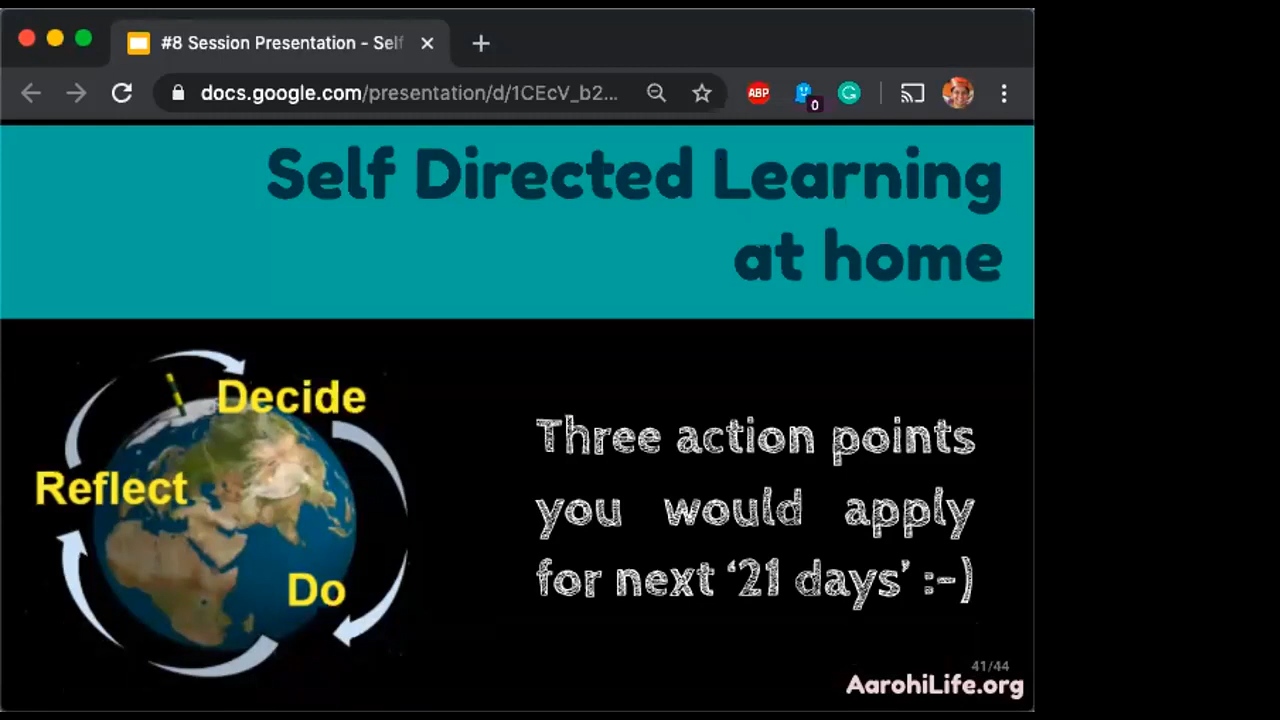 #8 Session Presentation - Self
docs.google.com/presentation/d/1CEcV_b2...
ABP
0
Self Directed Learning
at home
Decide
Reflect
Do
Three action points
you would apply
for next ‘21 days’ :-)
41/44
AarohiLife.org